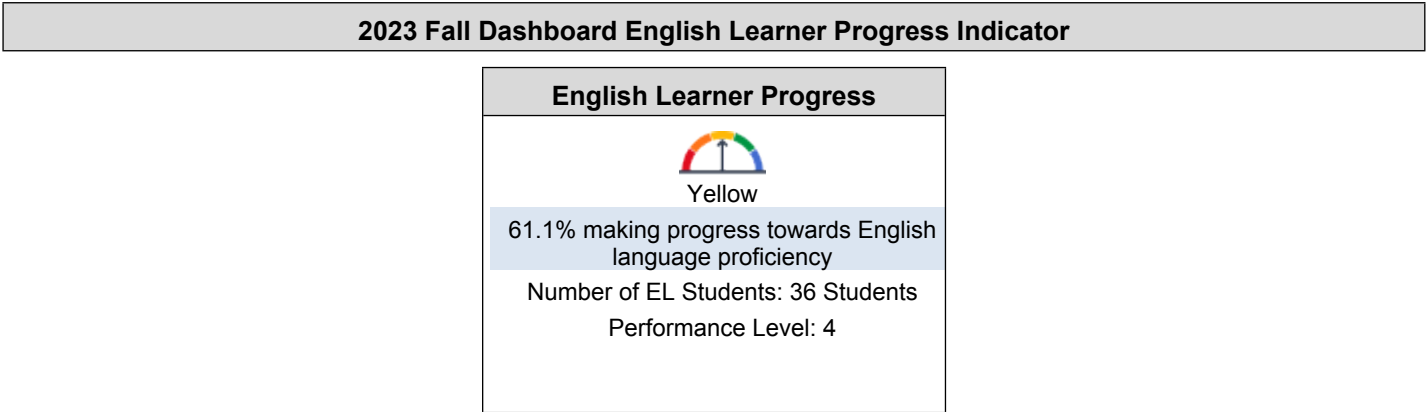 2023 Fall Dashboard English Learner Progress Indicator
English Learner Progress
Yellow
61.1% making progress towards English
language proficiency
Number of EL Students: 36 Students
Performance Level: 4